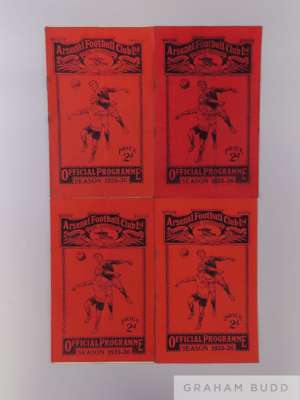 Arsenal Football Club Ltd
PRICE
2d
OFFICIAL PROGRAMME
SEASON 1935-36
Arsenal Football Club Ltd
PRICE
2d
OFFICIAL PROGRAMME
SEASON 1935-36
Arsenal Football Club Ltd
PRICE
2d
OFFICIAL PROGRAMME
SEASON 1935-36
Arsenal Football Club Ltd
PRICE
2d
OFFICIAL PROGRAMME
SEASON 1935-36
GRAHAM BUDD